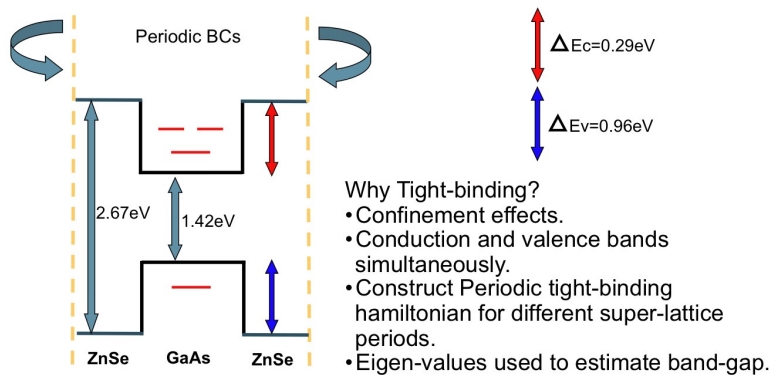 Periodic BCs
Δ Ec=0.29eV
Δ Ev=0.96eV
2.67eV
1.42eV
ZnSe
GaAs
ZnSe
Why Tight-binding?
•Confinement effects.
•Conduction and valence bands
simultaneously.
•Construct Periodic tight-binding
hamiltonian for different super-lattice
periods.
•Eigen-values used to estimate band-gap.